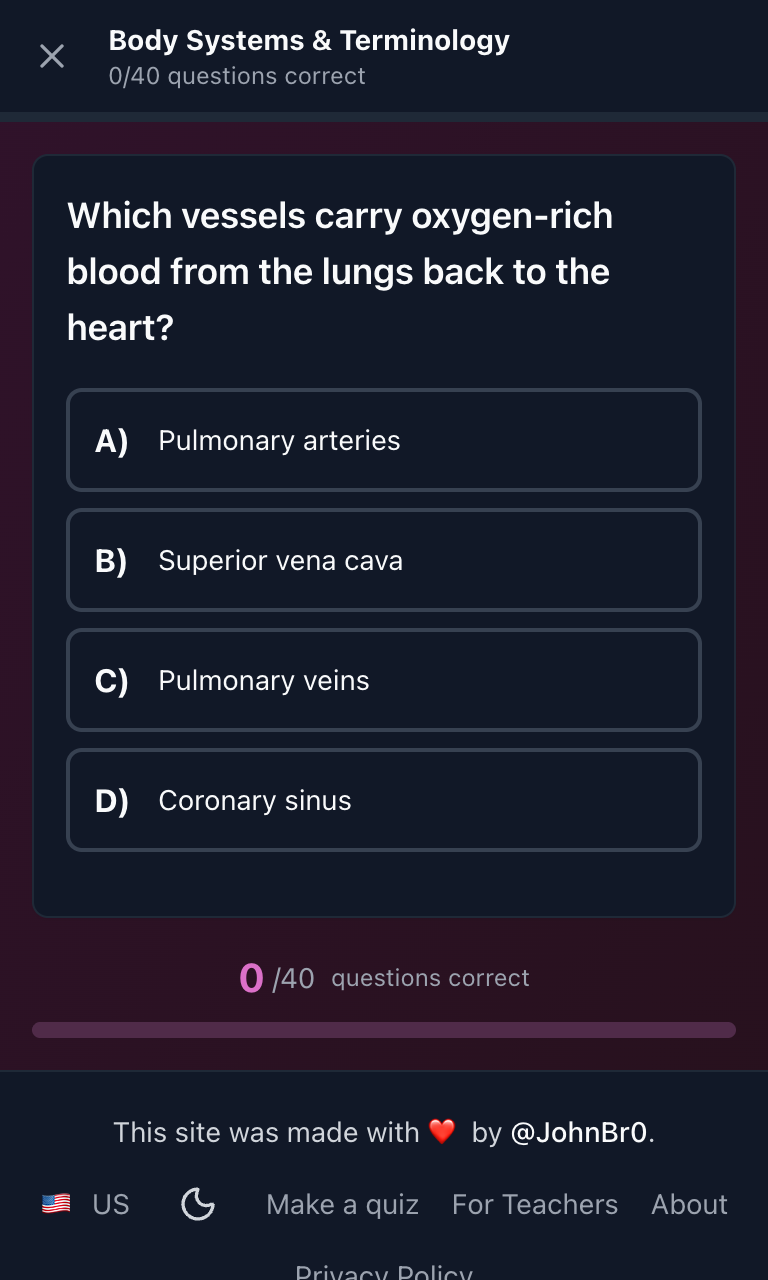 Body Systems & Terminology
0/40 questions correct
Which vessels carry oxygen-rich
blood from the lungs back to the
heart?
A) Pulmonary arteries
B) Superior vena cava
C) Pulmonary veins
D) Coronary sinus
0 /40 questions correct
This site was made with ❤️ by @JohnBr0.
🇺🇸 US Make a quiz For Teachers About
Privacy Policy